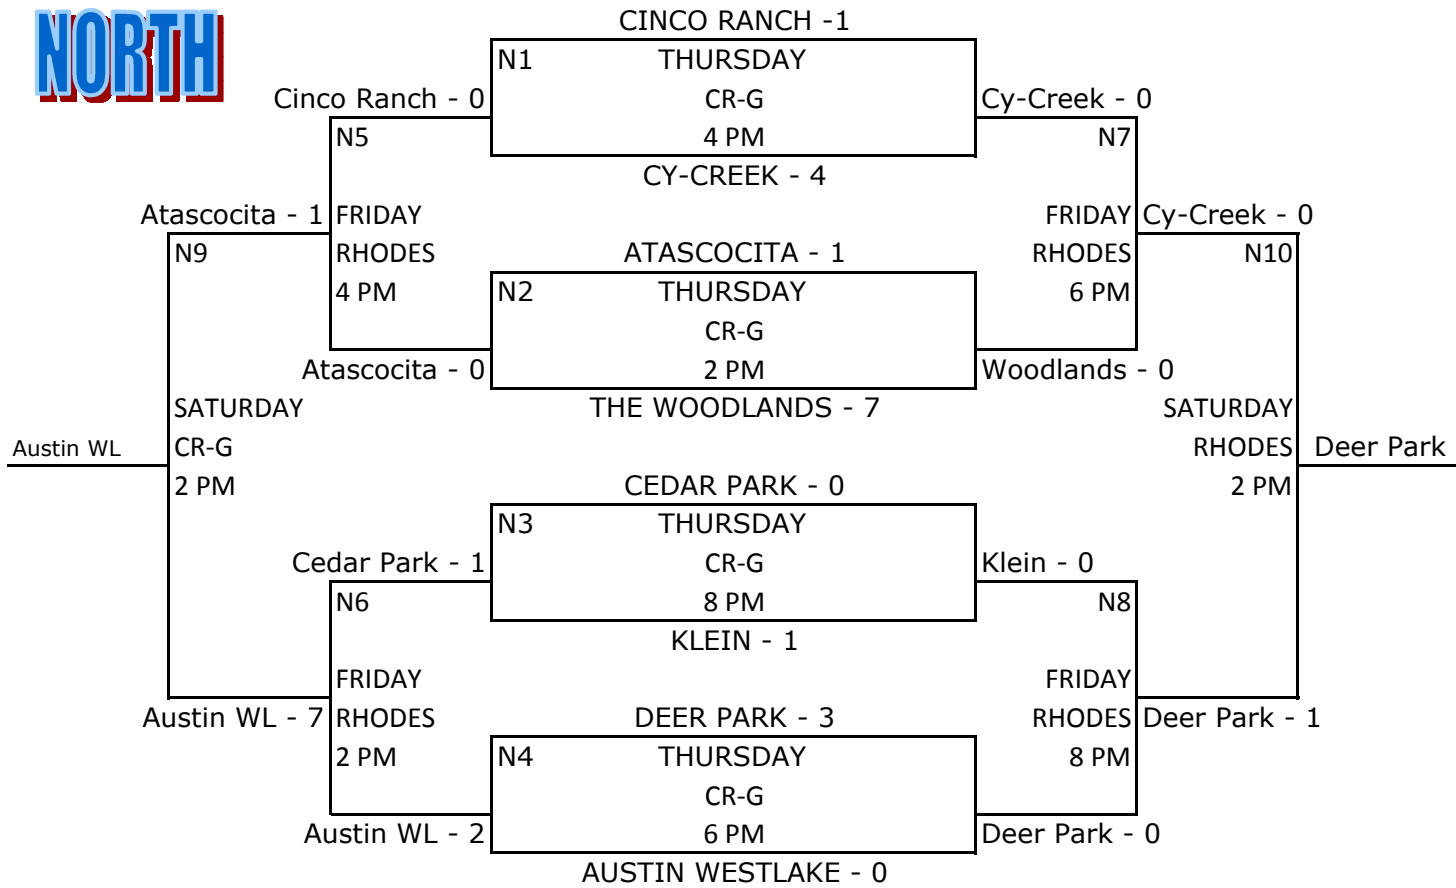 NORTH
CINCO RANCH -1
N1 THURSDAY
Cinco Ranch - 0 CR-G Cy-Creek - 0
N5 4 PM N7
CY-CREEK - 4
Atascocita - 1 FRIDAY FRIDAY Cy-Creek - 0
N9 RHODES ATASCOCITA - 1 RHODES N10
4 PM N2 THURSDAY 6 PM
CR-G
Atascocita - 0 2 PM Woodlands - 0
SATURDAY THE WOODLANDS - 7 SATURDAY
Austin WL CR-G RHODES Deer Park
2 PM CEDAR PARK - 0 2 PM
N3 THURSDAY
Cedar Park - 1 CR-G Klein - 0
N6 8 PM N8
KLEIN - 1
FRIDAY FRIDAY
Austin WL - 7 RHODES DEER PARK - 3 RHODES Deer Park - 1
2 PM N4 THURSDAY 8 PM
CR-G
Austin WL - 2 6 PM Deer Park - 0
AUSTIN WESTLAKE - 0